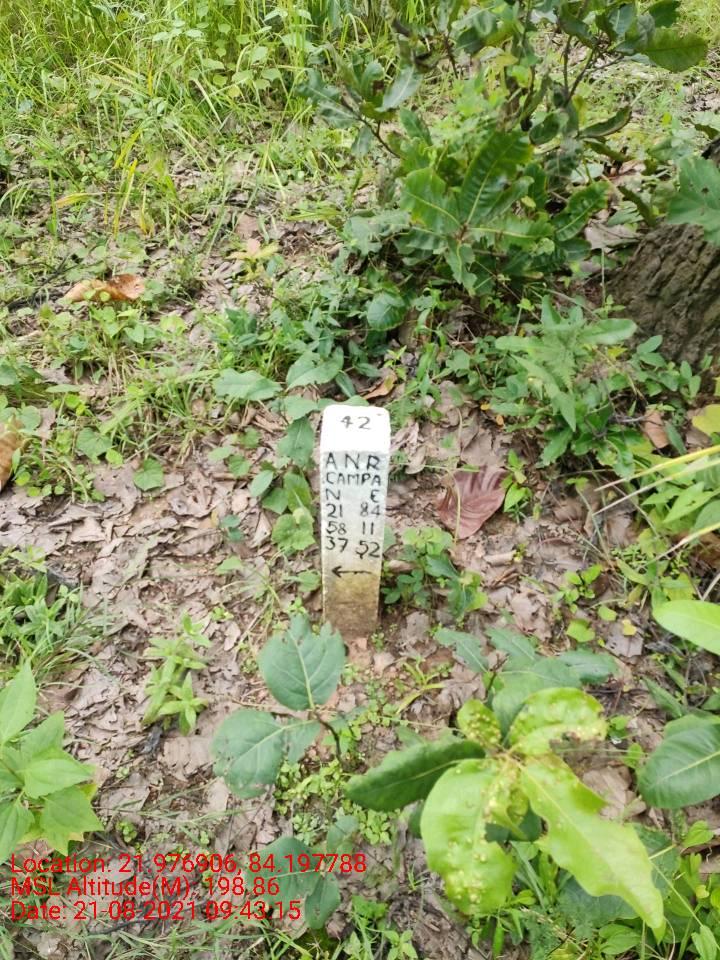 42
A N R
CAMPA
N E
21 84
58 11
37 52
←
Location: 21.976906, 84.197788
MSL Altitude(M): 198.86
Date: 21-08-2021 09:43:15